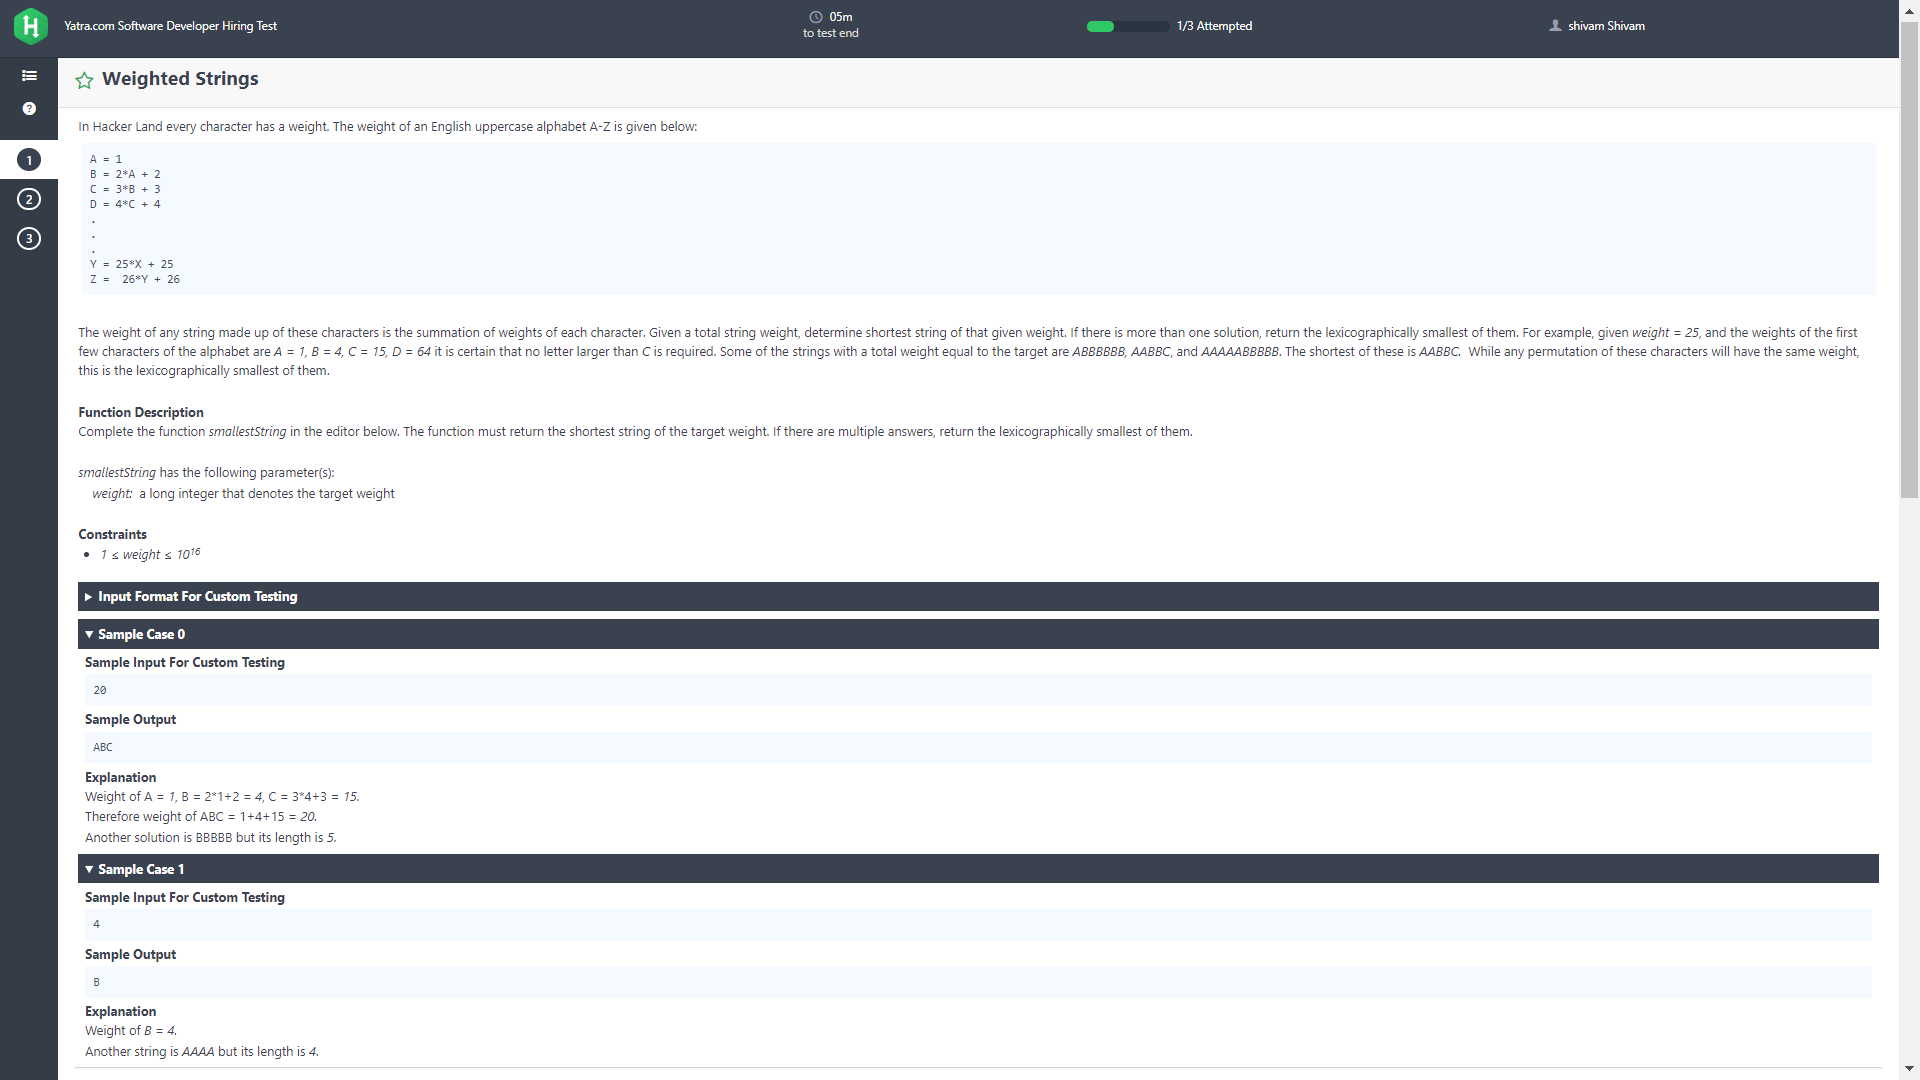 Yatra.com Software Developer Hiring Test
05m
to test end
1/3 Attempted
shivam Shivam
Weighted Strings
1
2
3
In Hacker Land every character has a weight. The weight of an English uppercase alphabet A-Z is given below:
A = 1
B = 2*A + 2
C = 3*B + 3
D = 4*C + 4
.
.
.
Y = 25*X + 25
Z =  26*Y + 26
The weight of any string made up of these characters is the summation of weights of each character. Given a total string weight, determine shortest string of that given weight. If there is more than one solution, return the lexicographically smallest of them. For example, given weight = 25, and the weights of the first
few characters of the alphabet are A = 1, B = 4, C = 15, D = 64 it is certain that no letter larger than C is required. Some of the strings with a total weight equal to the target are ABBBBBB, AABBC, and AAAAABBBBB. The shortest of these is AABBC.  While any permutation of these characters will have the same weight,
this is the lexicographically smallest of them.
Function Description
Complete the function smallestString in the editor below. The function must return the shortest string of the target weight. If there are multiple answers, return the lexicographically smallest of them.
smallestString has the following parameter(s):
weight:  a long integer that denotes the target weight
Constraints
• 1 ≤ weight ≤ 10¹⁶
Input Format For Custom Testing
Sample Case 0
Sample Input For Custom Testing
20
Sample Output
ABC
Explanation
Weight of A = 1, B = 2*1+2 = 4, C = 3*4+3 = 15.
Therefore weight of ABC = 1+4+15 = 20.
Another solution is BBBBB but its length is 5.
Sample Case 1
Sample Input For Custom Testing
4
Sample Output
B
Explanation
Weight of B = 4.
Another string is AAAA but its length is 4.